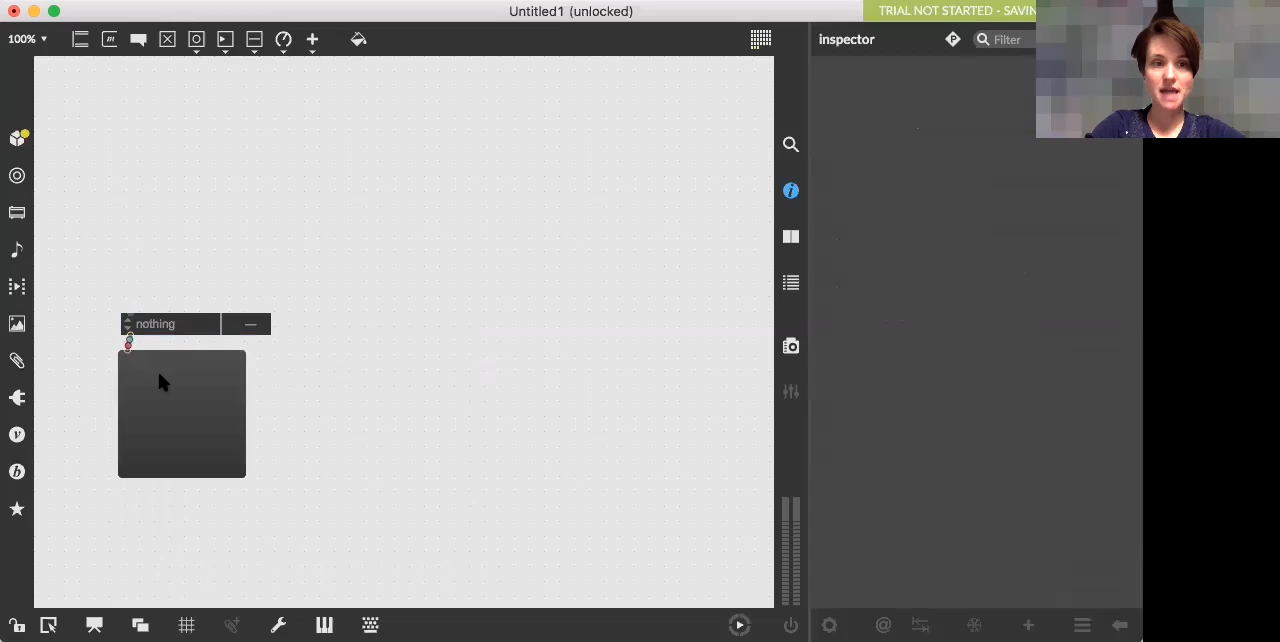 Untitled1 (unlocked)
TRIAL NOT STARTED - SAVIN
100%
m
inspector
P
Filter
i
nothing
v
b
@